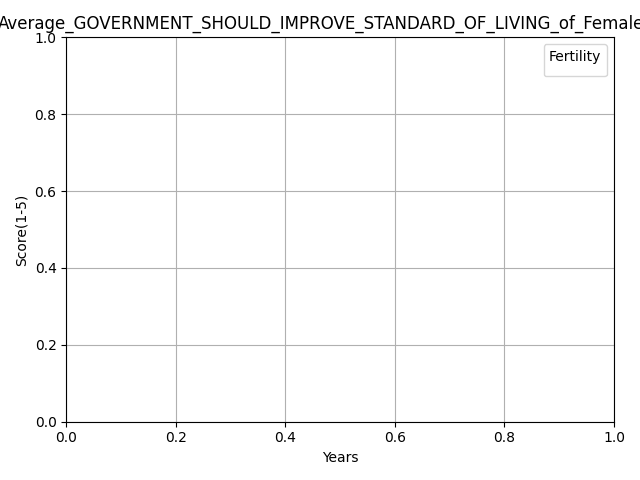 Average_GOVERNMENT_SHOULD_IMPROVE_STANDARD_OF_LIVING_of_Female
Fertility
1.0
0.8
0.6
0.4
0.2
0.0
Score(1-5)
0.0 0.2 0.4 0.6 0.8 1.0
Years